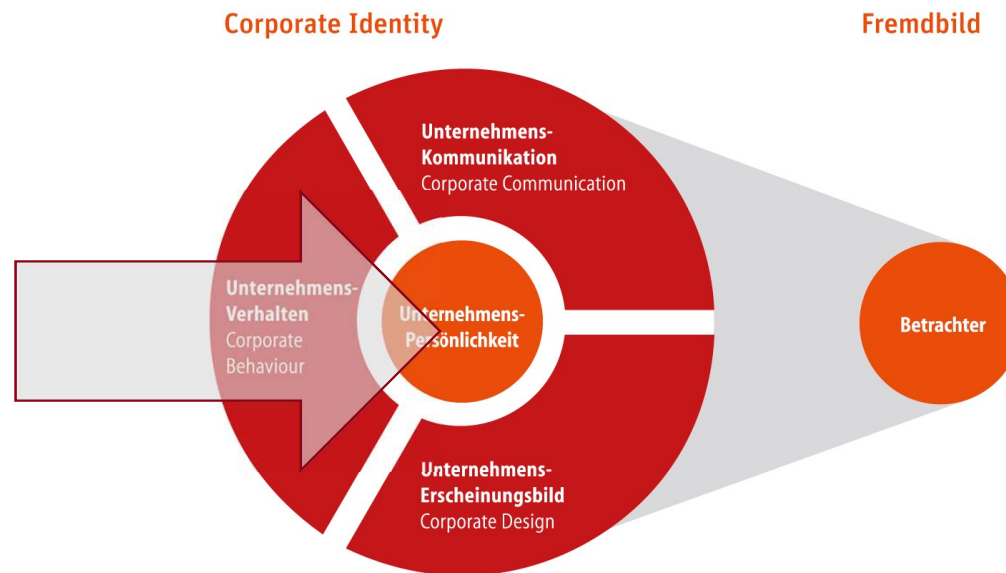 Corporate Identity
Fremdbild
Unternehmens-
Kommunikation
Corporate Communication
Unternehmens-
Verhalten
Corporate
Behaviour
Unternehmens-
Persönlichkeit
Betrachter
Unternehmens-
Erscheinungsbild
Corporate Design